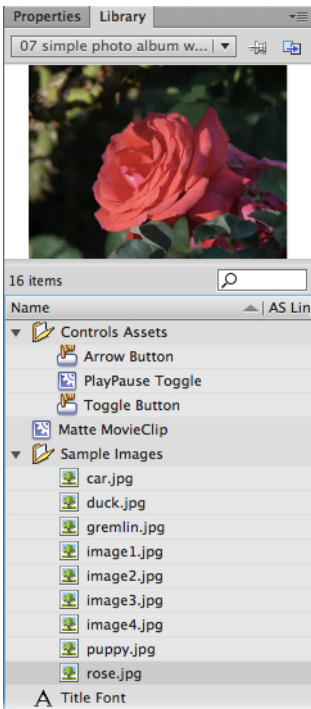 Properties Library
07 simple photo album w...
16 items
Name AS Lin
Controls Assets
Arrow Button
PlayPause Toggle
Toggle Button
Matte MovieClip
Sample Images
car.jpg
duck.jpg
gremlin.jpg
image1.jpg
image2.jpg
image3.jpg
image4.jpg
puppy.jpg
rose.jpg
A Title Font